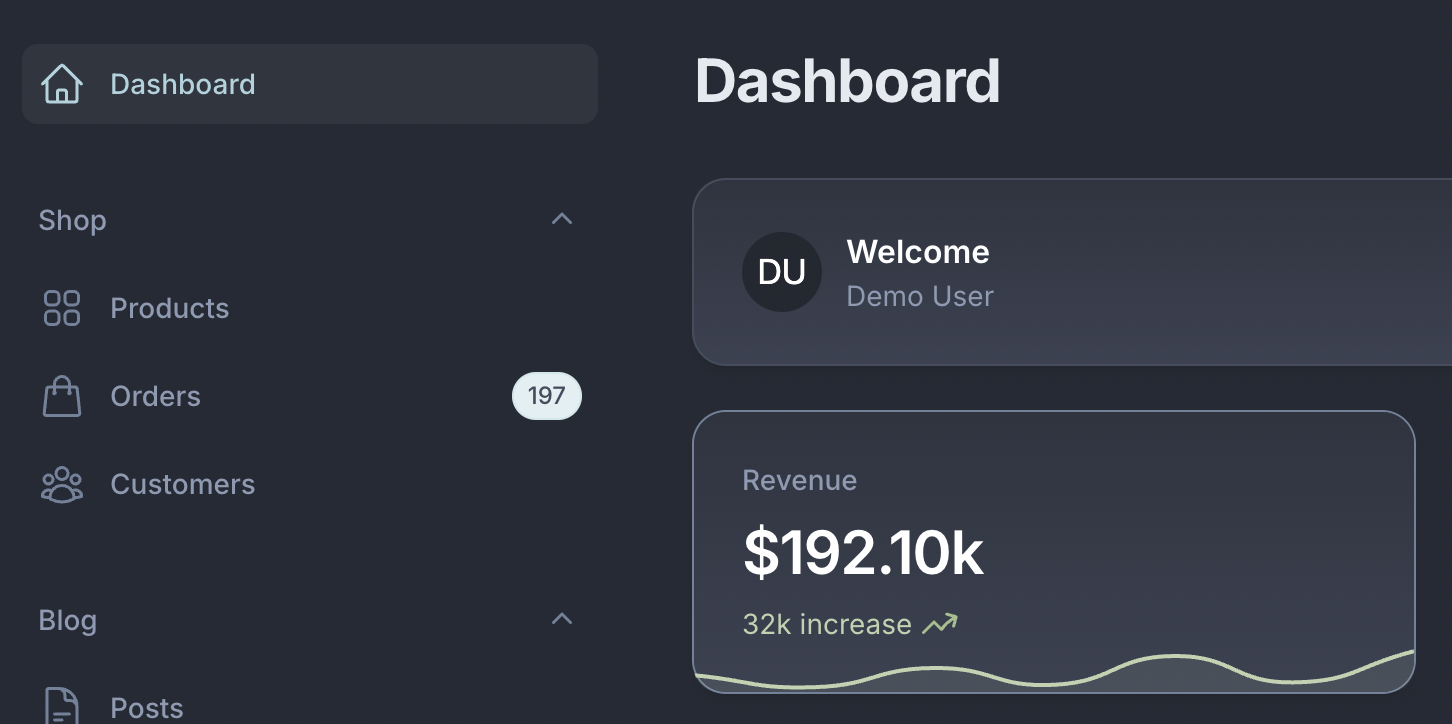 Dashboard
Shop
Products
Orders
197
Customers
Blog
Posts
Dashboard
DU
Welcome
Demo User
Revenue
$192.10k
32k increase